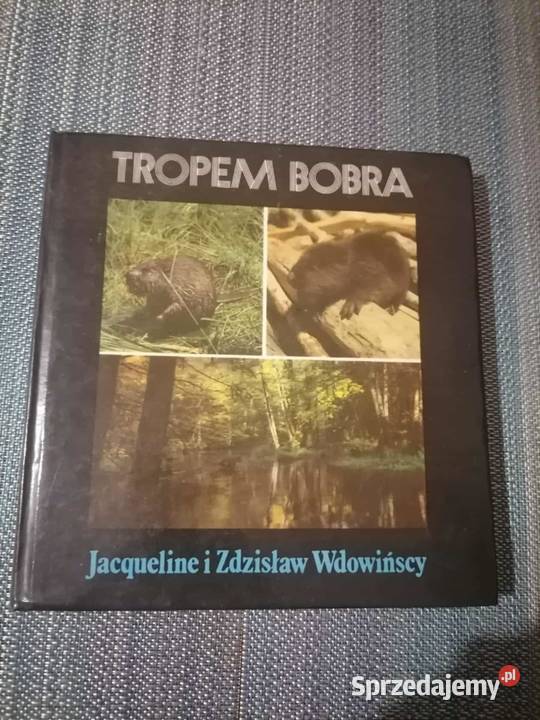 TROPEM BOBRA
Jacqueline i Zdzisław Wdowińscy
Sprzedajemy.pl